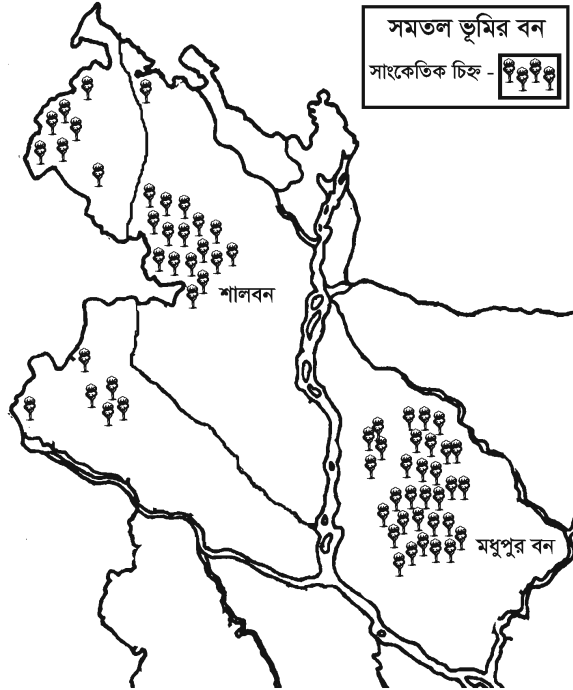 সমতল ভূমির বন
সাংকেতিক চিহ্ন -
শালবন
মধুপুর বন